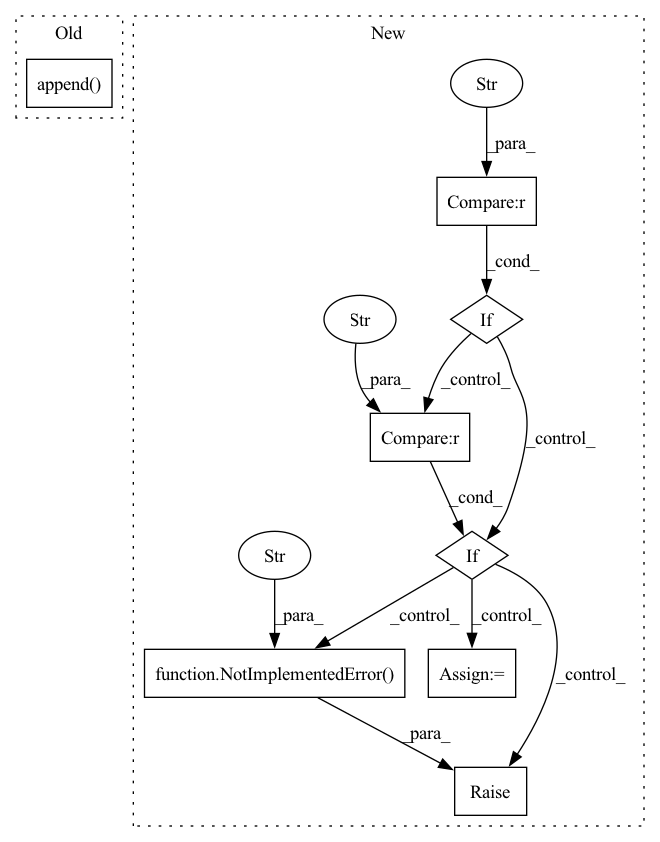 Old
New
append()
Str
_para_
Compare:r
_cond_
Str
If
_para_
_control_
Compare:r
_control_
_cond_
Str
If
_para_
_control_
_control_
function.NotImplementedError()
Assign:=
_control_
_para_
Raise